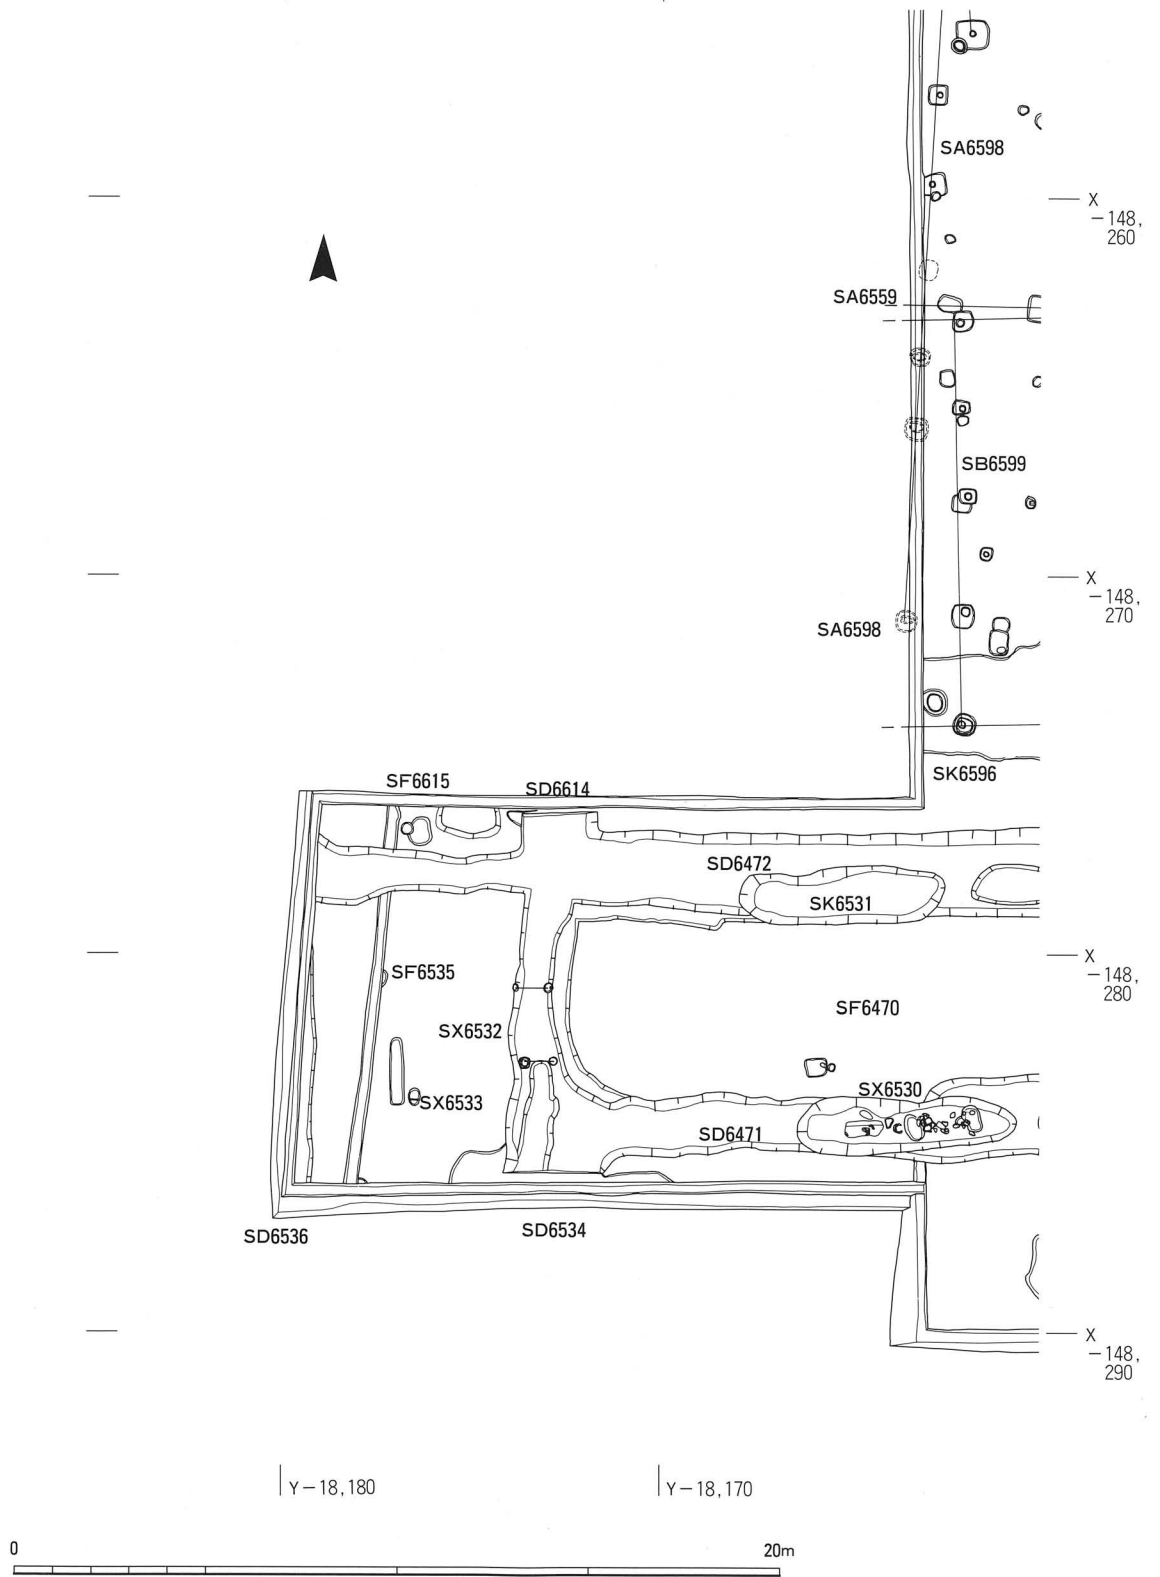 SA6598
X
−148,
260
SA6559
SB6599
X
−148,
270
SA6598
SK6596
SF6615
SD6614
SD6472
SK6531
SF6535
X
−148,
280
SF6470
SX6532
SX6530
SX6533
SD6471
SD6536
SD6534
X
−148,
290
Y−18,180
Y−18,170
0
20m